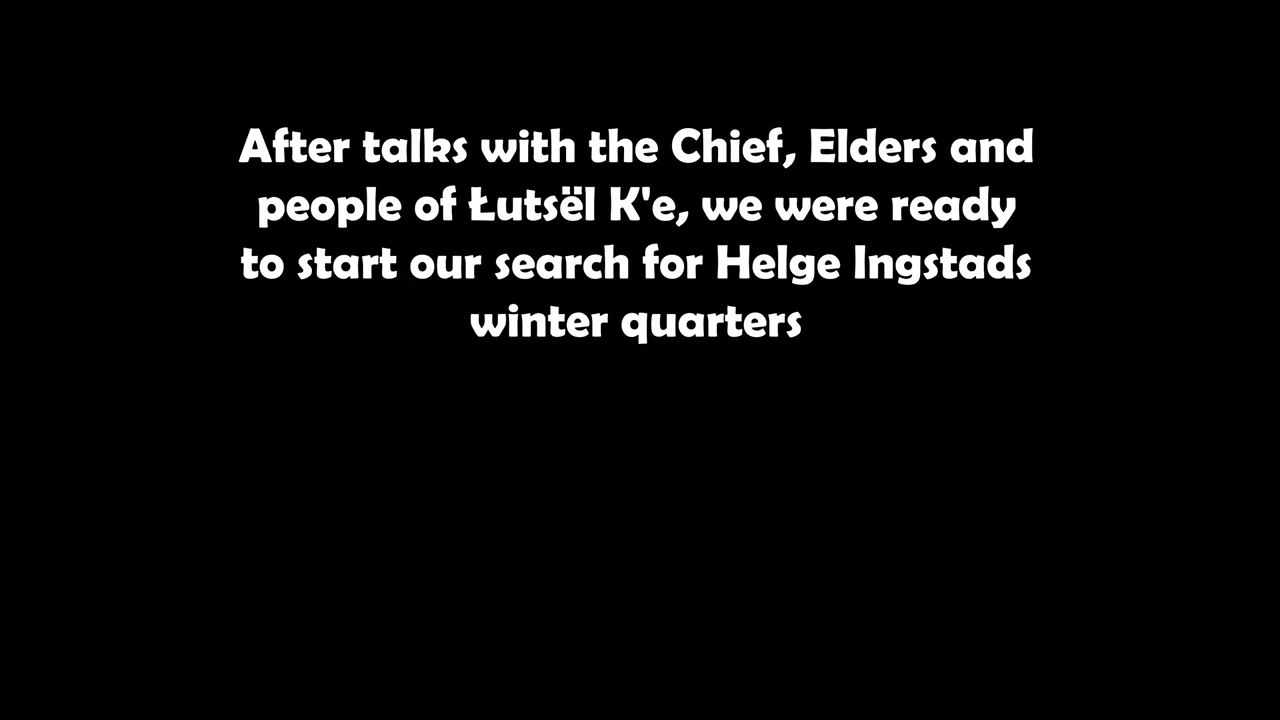 After talks with the Chief, Elders and
people of Łutsël K'e, we were ready
to start our search for Helge Ingstads
winter quarters